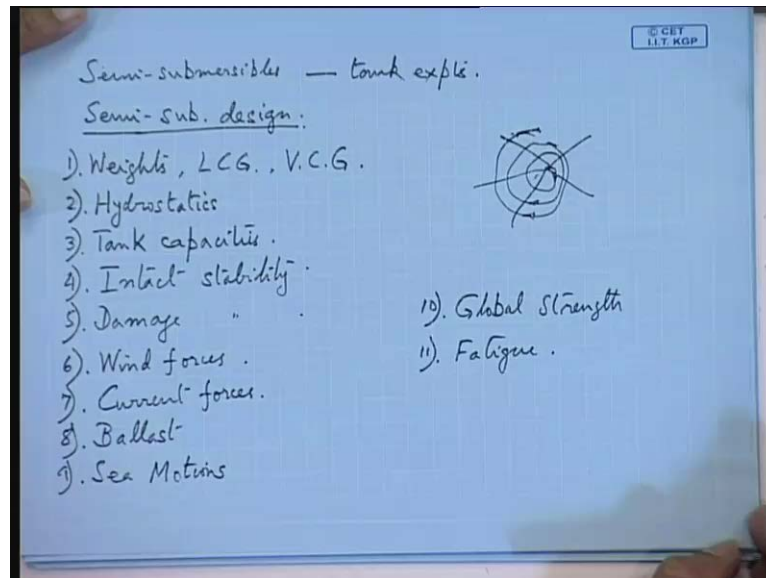 © CET
I.I.T. KGP
Semi-submersibles — tank expts.
Semi-sub. design.
1). Weights, LCG., V.C.G.
2). Hydrostatics
3). Tank capacities.
4). Intact stability.
5). Damage " .
6). Wind forces.
7). Current forces.
8). Ballast
9). Sea Motions
10). Global Strength
11). Fatigue.